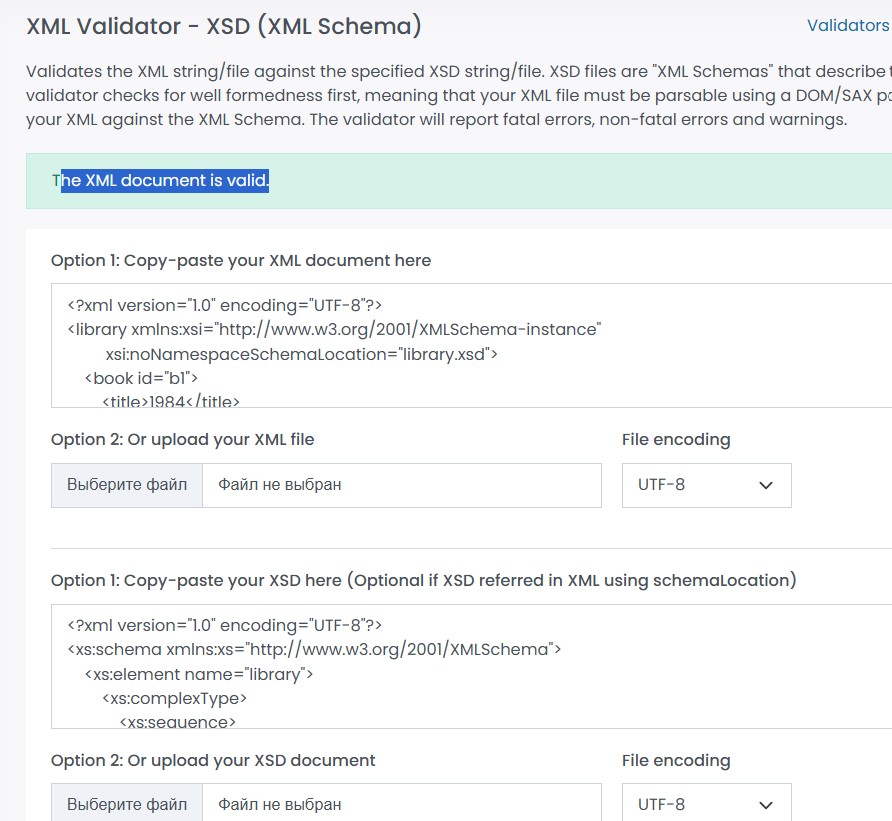 XML Validator - XSD (XML Schema)
Validators
Validates the XML string/file against the specified XSD string/file. XSD files are "XML Schemas" that describe
validator checks for well formedness first, meaning that your XML file must be parsable using a DOM/SAX
your XML against the XML Schema. The validator will report fatal errors, non-fatal errors and warnings.
The XML document is valid.
Option 1: Copy-paste your XML document here
<?xml version="1.0" encoding="UTF-8"?>
<library xmlns:xsi="http://www.w3.org/2001/XMLSchema-instance"
xsi:noNamespaceSchemaLocation="library.xsd">
<book id="b1">
<title>1984</title>
Option 2: Or upload your XML file
File encoding
Выберите файл
Файл не выбран
UTF-8
Option 1: Copy-paste your XSD here (Optional if XSD referred in XML using schemaLocation)
<?xml version="1.0" encoding="UTF-8"?>
<xs:schema xmlns:xs="http://www.w3.org/2001/XMLSchema">
<xs:element name="library">
<xs:complexType>
<xs:sequence>
Option 2: Or upload your XSD document
File encoding
Выберите файл
Файл не выбран
UTF-8